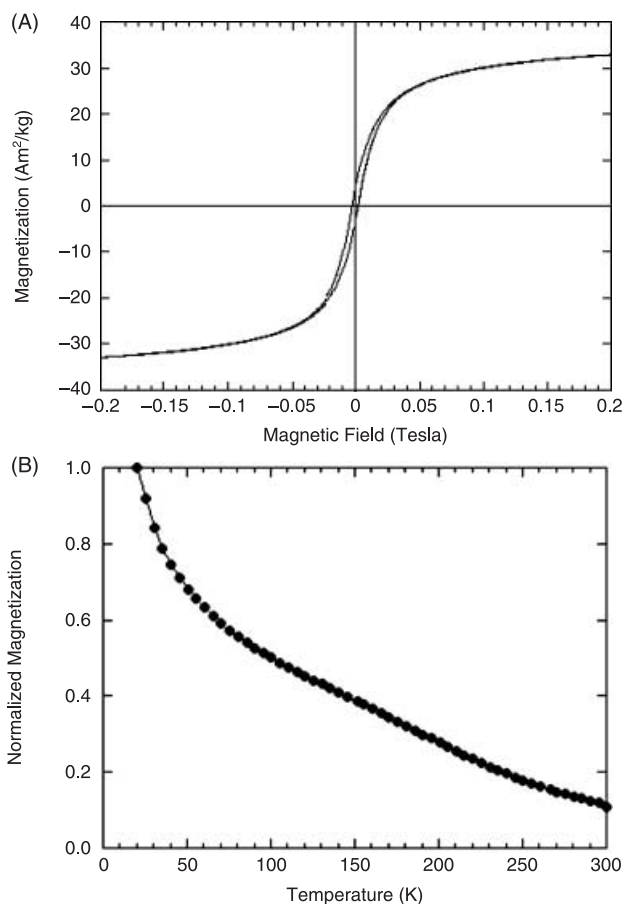 (A)
40
30
20
10
0
−10
−20
−30
−40
Magnetization (Am²/kg)
−0.2 −0.15 −0.1 −0.05 0 0.05 0.1 0.15 0.2
Magnetic Field (Tesla)
(B)
1.0
0.8
0.6
0.4
0.2
0.0
Normalized Magnetization
0 50 100 150 200 250 300
Temperature (K)